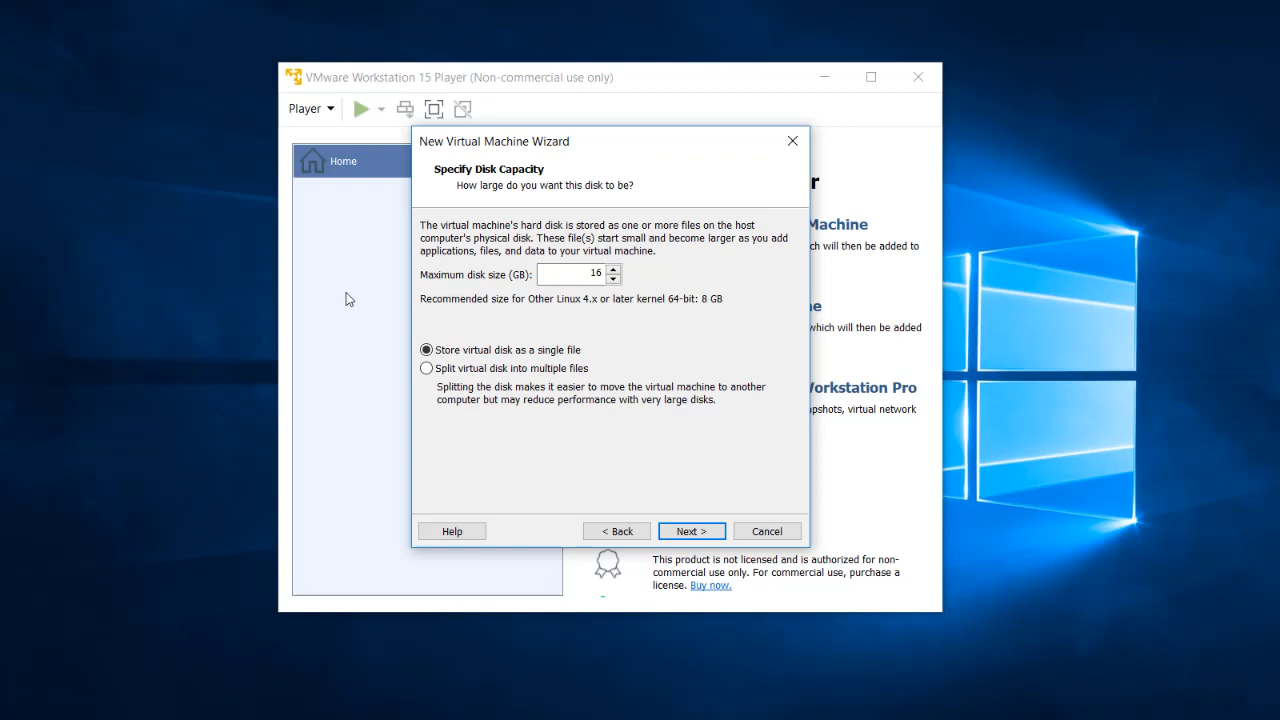 VMware Workstation 15 Player (Non-commercial use only)
Player
New Virtual Machine Wizard
Home
Specify Disk Capacity
How large do you want this disk to be?
r
Machine
ch will then be added to
The virtual machine's hard disk is stored as one or more files on the host
computer's physical disk. These file(s) start small and become larger as you add
applications, files, and data to your virtual machine.
Maximum disk size (GB): 16
Recommended size for Other Linux 4.x or later kernel 64-bit: 8 GB
ne
which will then be added
Store virtual disk as a single file
Split virtual disk into multiple files
Splitting the disk makes it easier to move the virtual machine to another
computer but may reduce performance with very large disks.
orkstation Pro
pshots, virtual network
Help
< Back
Next >
Cancel
This product is not licensed and is authorized for non-
commercial use only. For commercial use, purchase a
license. Buy now.